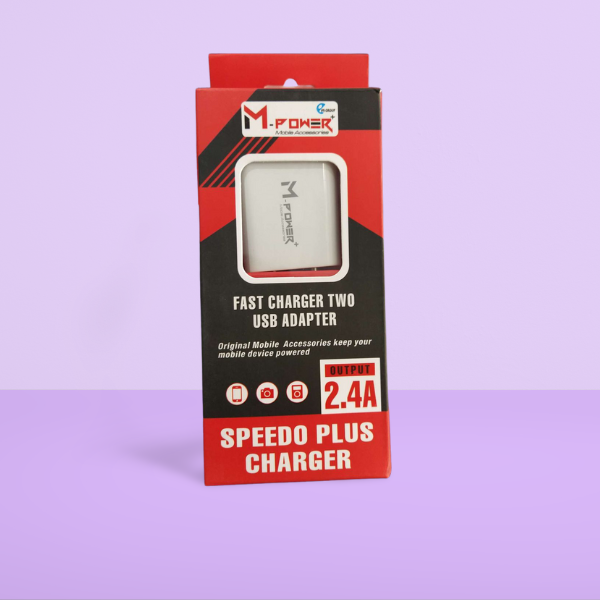 M-POWER+
Mobile Accessories
M-POWER+
FAST CHARGER TWO
USB ADAPTER
Original Mobile Accessories keep your
mobile device powered
OUTPUT
2.4A
SPEEDO PLUS
CHARGER